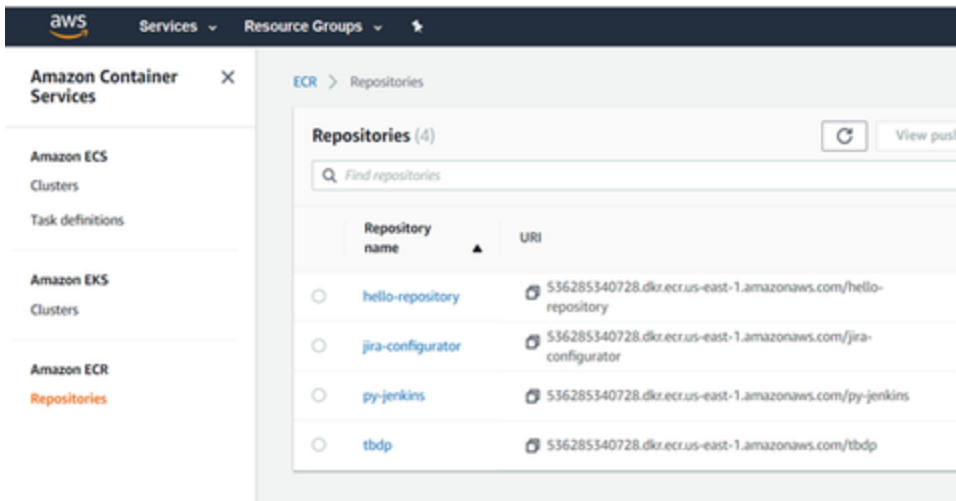 aws Services Resource Groups
Amazon Container
Services
Amazon ECS
Clusters
Task definitions
Amazon EKS
Clusters
Amazon ECR
Repositories
ECR > Repositories
Repositories (4)
View push
Find repositories
Repository
name
URI
hello-repository
536285340728.dkr.ecr.us-east-1.amazonaws.com/hello-
repository
jira-configurator
536285340728.dkr.ecr.us-east-1.amazonaws.com/jira-
configurator
py-jenkins
536285340728.dkr.ecr.us-east-1.amazonaws.com/py-jenkins
tbdp
536285340728.dkr.ecr.us-east-1.amazonaws.com/tbdp